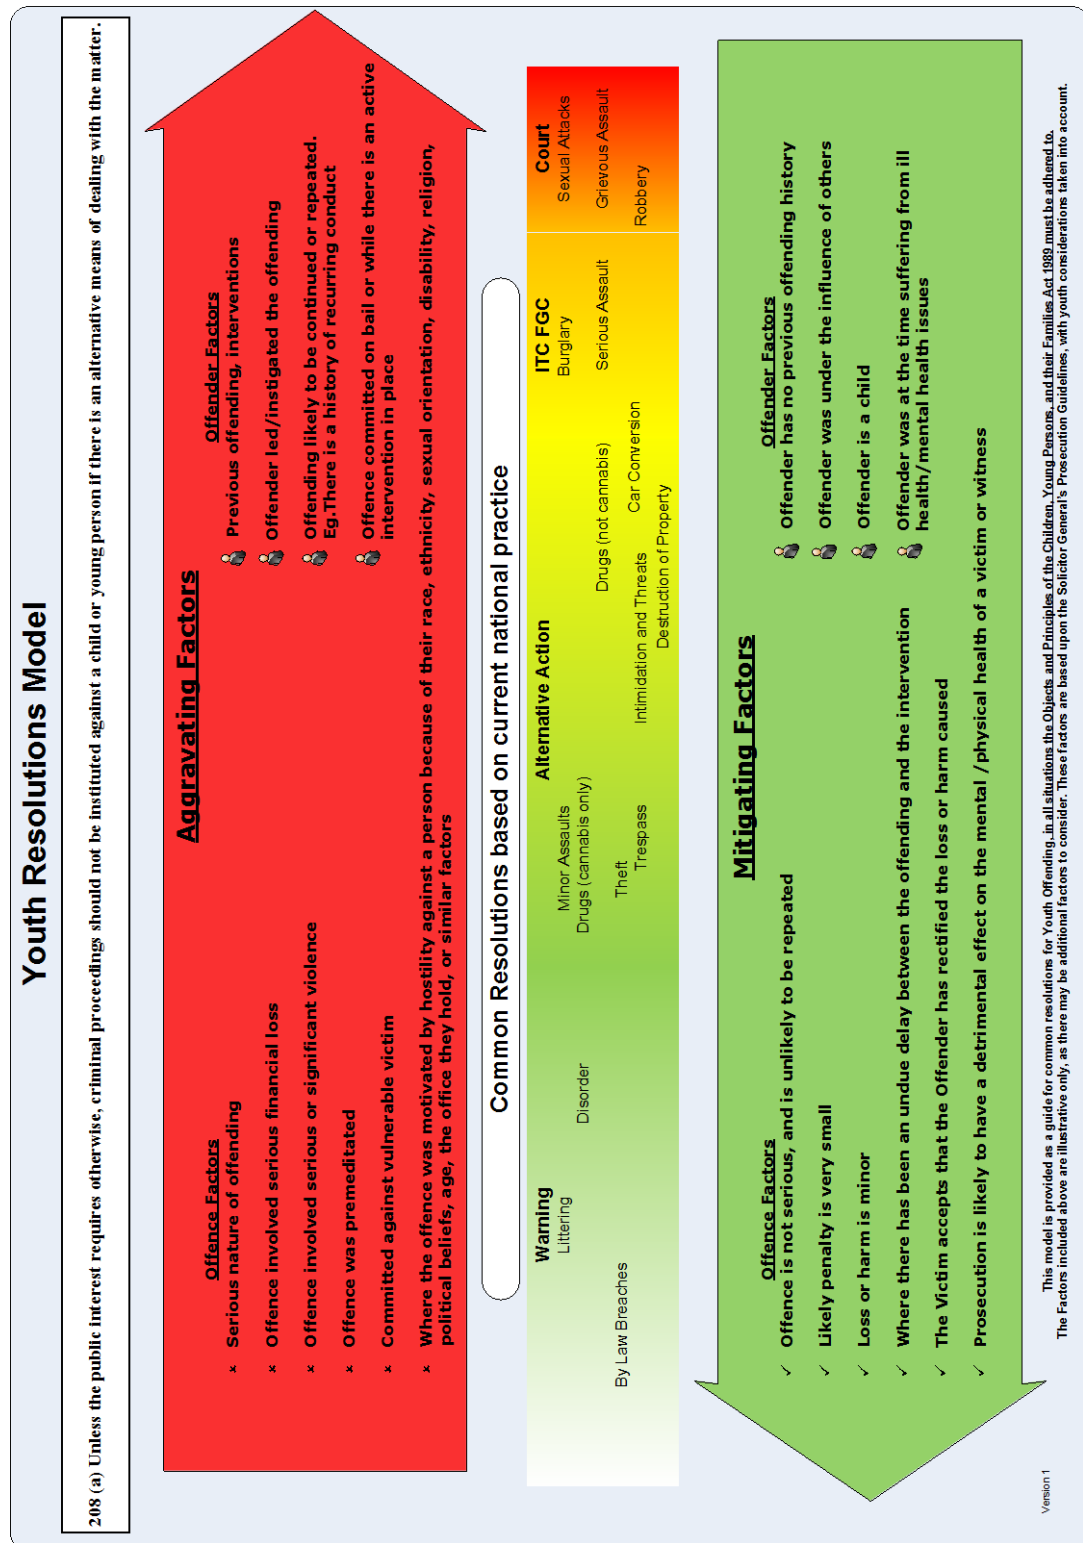 Youth Resolutions Model
208 (a) Unless the public interest requires otherwise, criminal proceedings should not be instituted against a child or young person if there is an alternative means of dealing with the matter.
Aggravating Factors
Offence Factors
× Serious nature of offending
× Offence involved serious financial loss
× Offence involved serious or significant violence
× Offence was premeditated
× Committed against vulnerable victim
× Where the offence was motivated by hostility against a person because of their race, ethnicity, sexual orientation, disability, religion,
political beliefs, age, the office they hold, or similar factors
Offender Factors
Previous offending, interventions
Offender led/instigated the offending
Offending likely to be continued or repeated.
Eg.There is a history of recurring conduct
Offence committed on bail or while there is an active
intervention in place
Common Resolutions based on current national practice
Warning
Littering
By Law Breaches
Disorder
Alternative Action
Minor Assaults
Drugs (cannabis only)
Theft
Trespass
Intimidation and Threats
Destruction of Property
Drugs (not cannabis)
Car Conversion
ITC FGC
Burglary
Serious Assault
Court
Sexual Attacks
Grievous Assault
Robbery
Mitigating Factors
Offence Factors
✓ Offence is not serious, and is unlikely to be repeated
✓ Likely penalty is very small
✓ Loss or harm is minor
✓ Where there has been an undue delay between the offending and the intervention
✓ The Victim accepts that the Offender has rectified the loss or harm caused
✓ Prosecution is likely to have a detrimental effect on the mental /physical health of a victim or witness
Offender Factors
Offender has no previous offending history
Offender was under the influence of others
Offender is a child
Offender was at the time suffering from ill
health/mental health issues
Version 1
This model is provided as a guide for common resolutions for Youth Offending, in all situations the Objects and Principles of the Children, Young Persons, and their Families Act 1989 must be adhered to.
The Factors included above are illustrative only, as there may be additional factors to consider. These factors are based upon the Solicitor General's Prosecution Guidelines, with youth considerations taken into account.